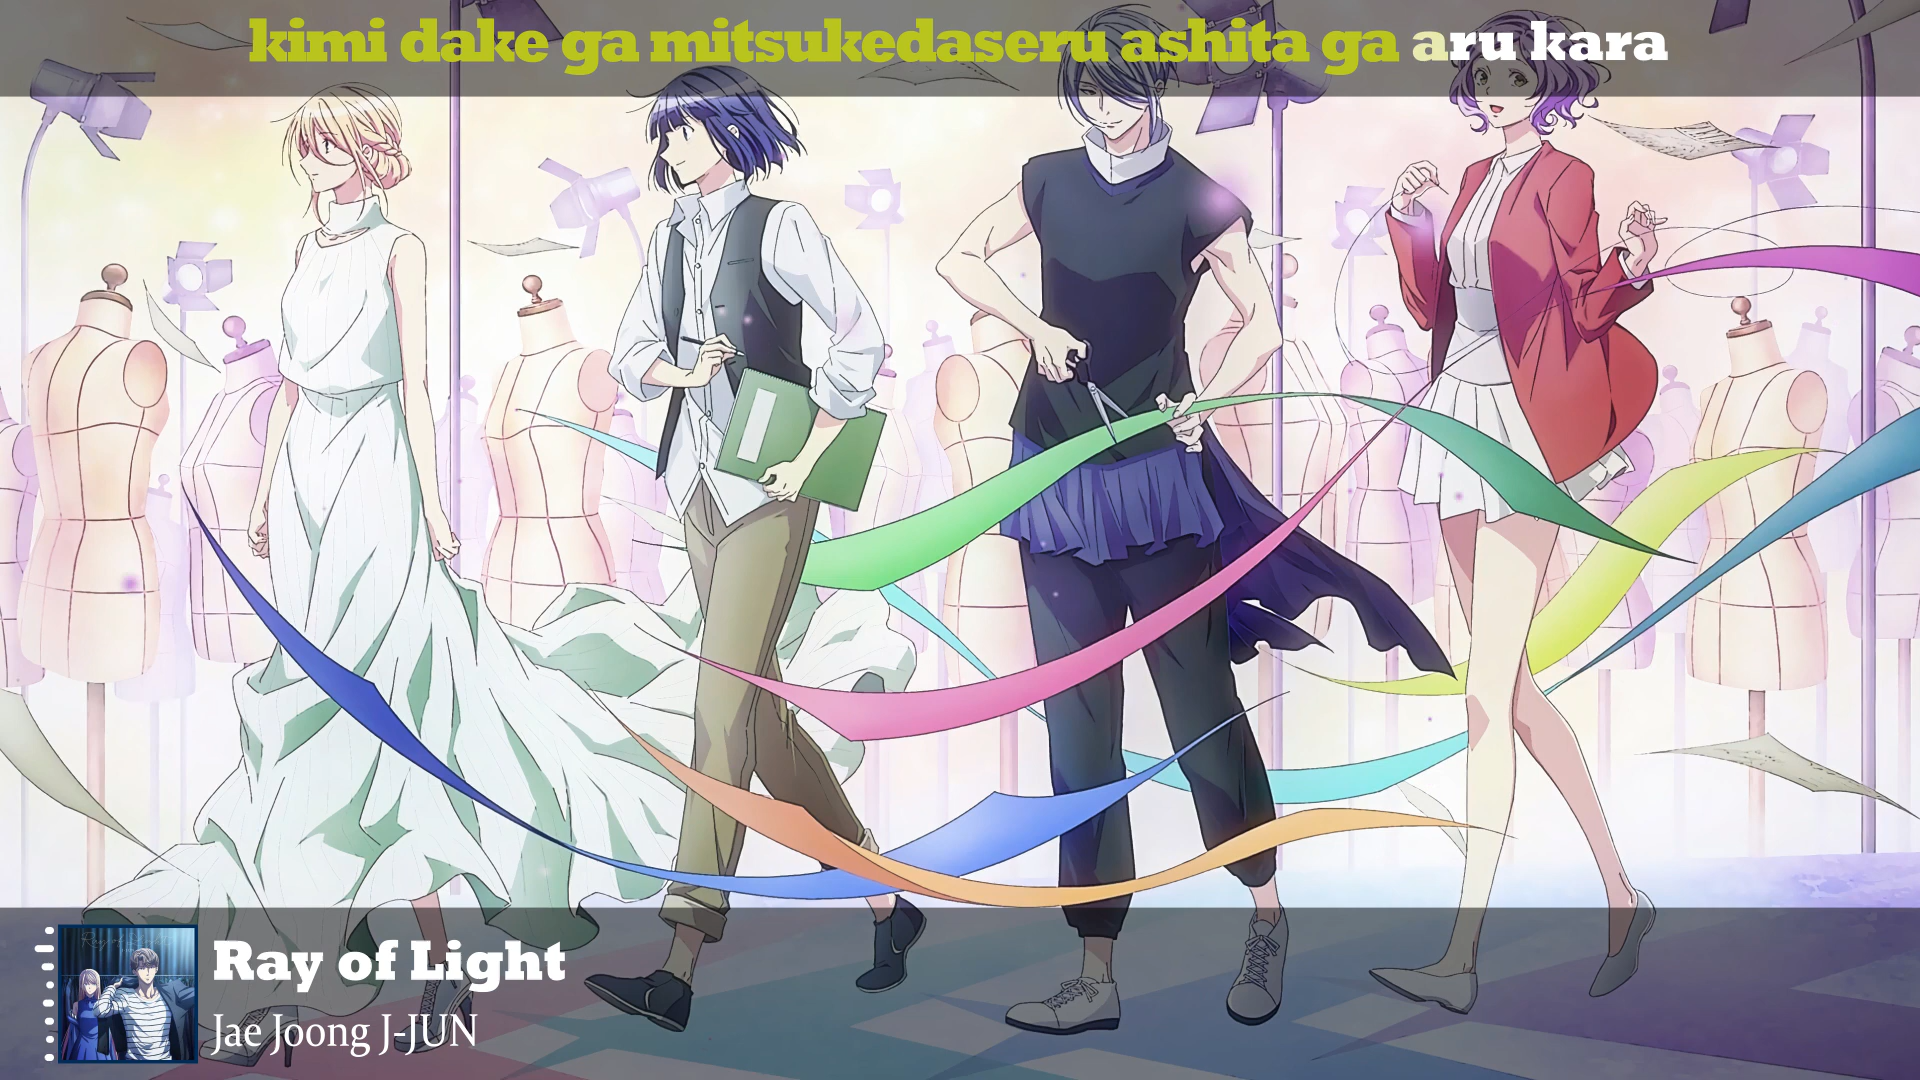 kimi dake ga mitsukedaseru ashita ga aru kara
Ray of Light
Jae Joong J-JUN